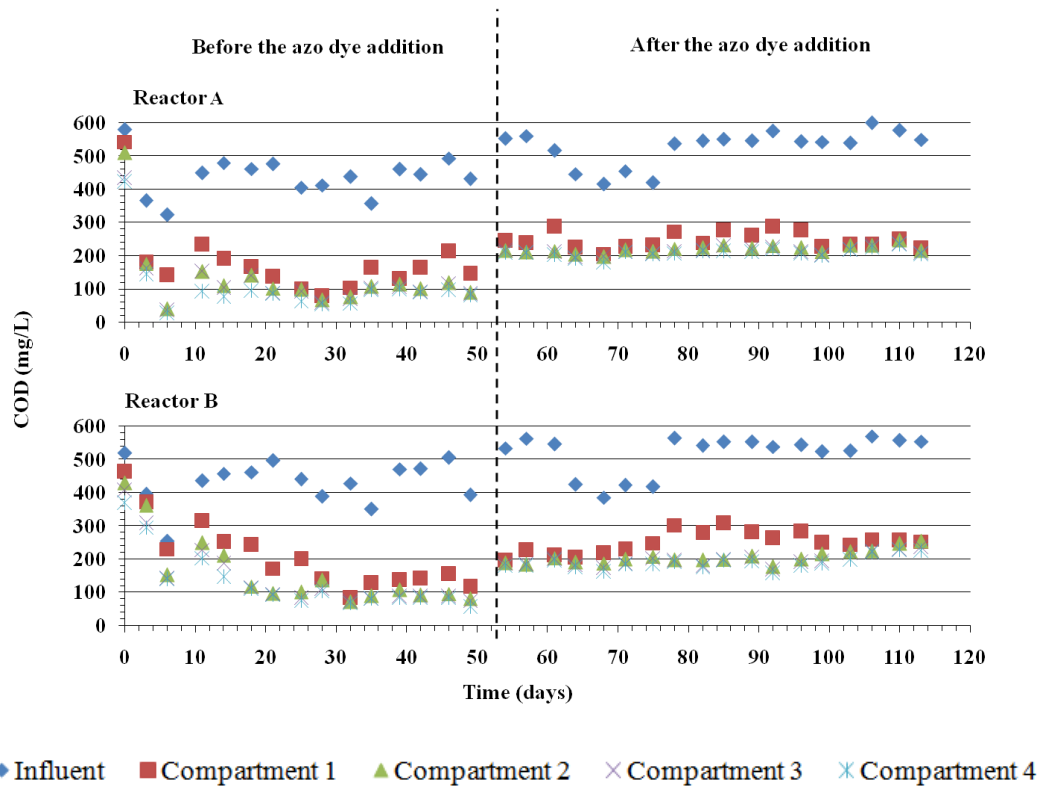 Before the azo dye addition
After the azo dye addition
Reactor A
600
500
400
300
200
100
0
0 10 20 30 40 50 60 70 80 90 100 110 120
COD (mg/L)
Reactor B
600
500
400
300
200
100
0
0 10 20 30 40 50 60 70 80 90 100 110 120
Time (days)
Influent Compartment 1 Compartment 2 Compartment 3 Compartment 4